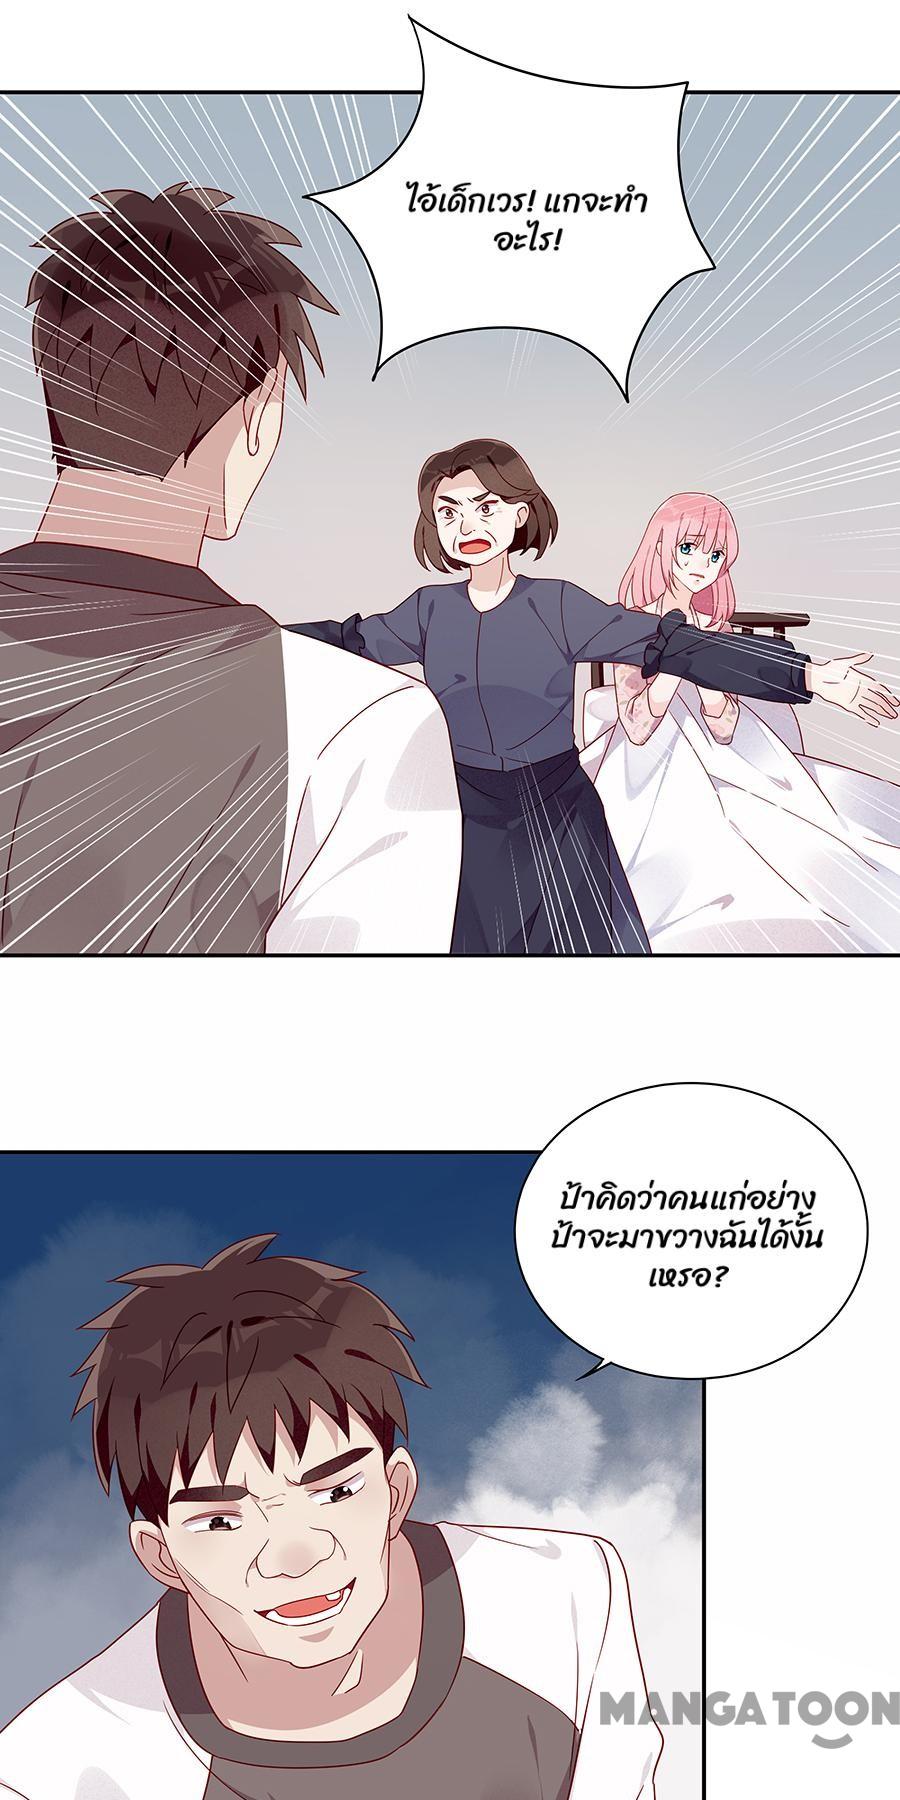 ไอ้เด็กเวร! แกจะทำ
อะไร!
ป้าคิดว่าคนแก่อย่าง
ป้าจะมาขวางฉันได้งั้น
เหรอ?
MANGATOON